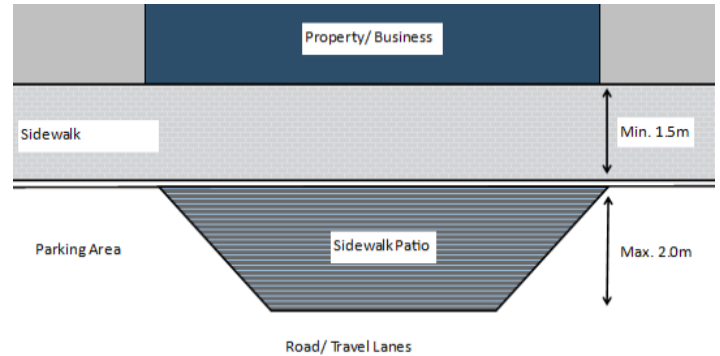 Property/ Business
Sidewalk
Min. 1.5m
Parking Area
Sidewalk Patio
Max. 2.0m
Road/ Travel Lanes